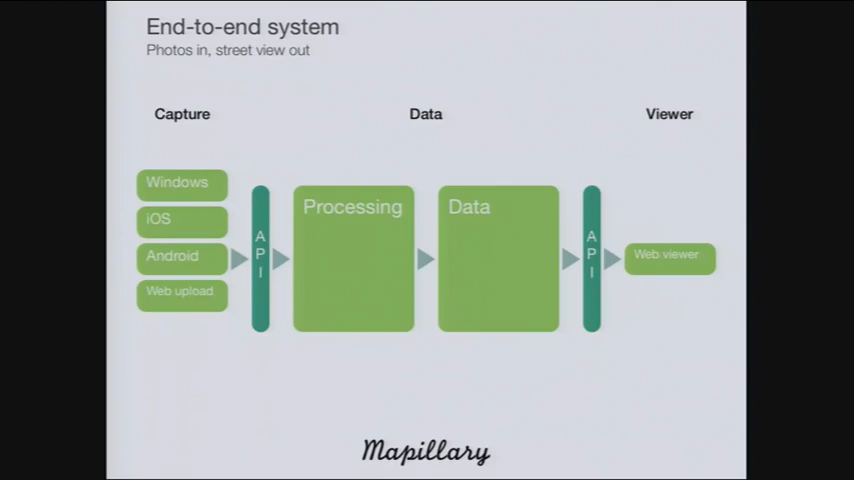 End-to-end system
Photos in, street view out
Capture
Data
Viewer
Windows
iOS
Android
Web upload
API
Processing
Data
API
Web viewer
Mapillary